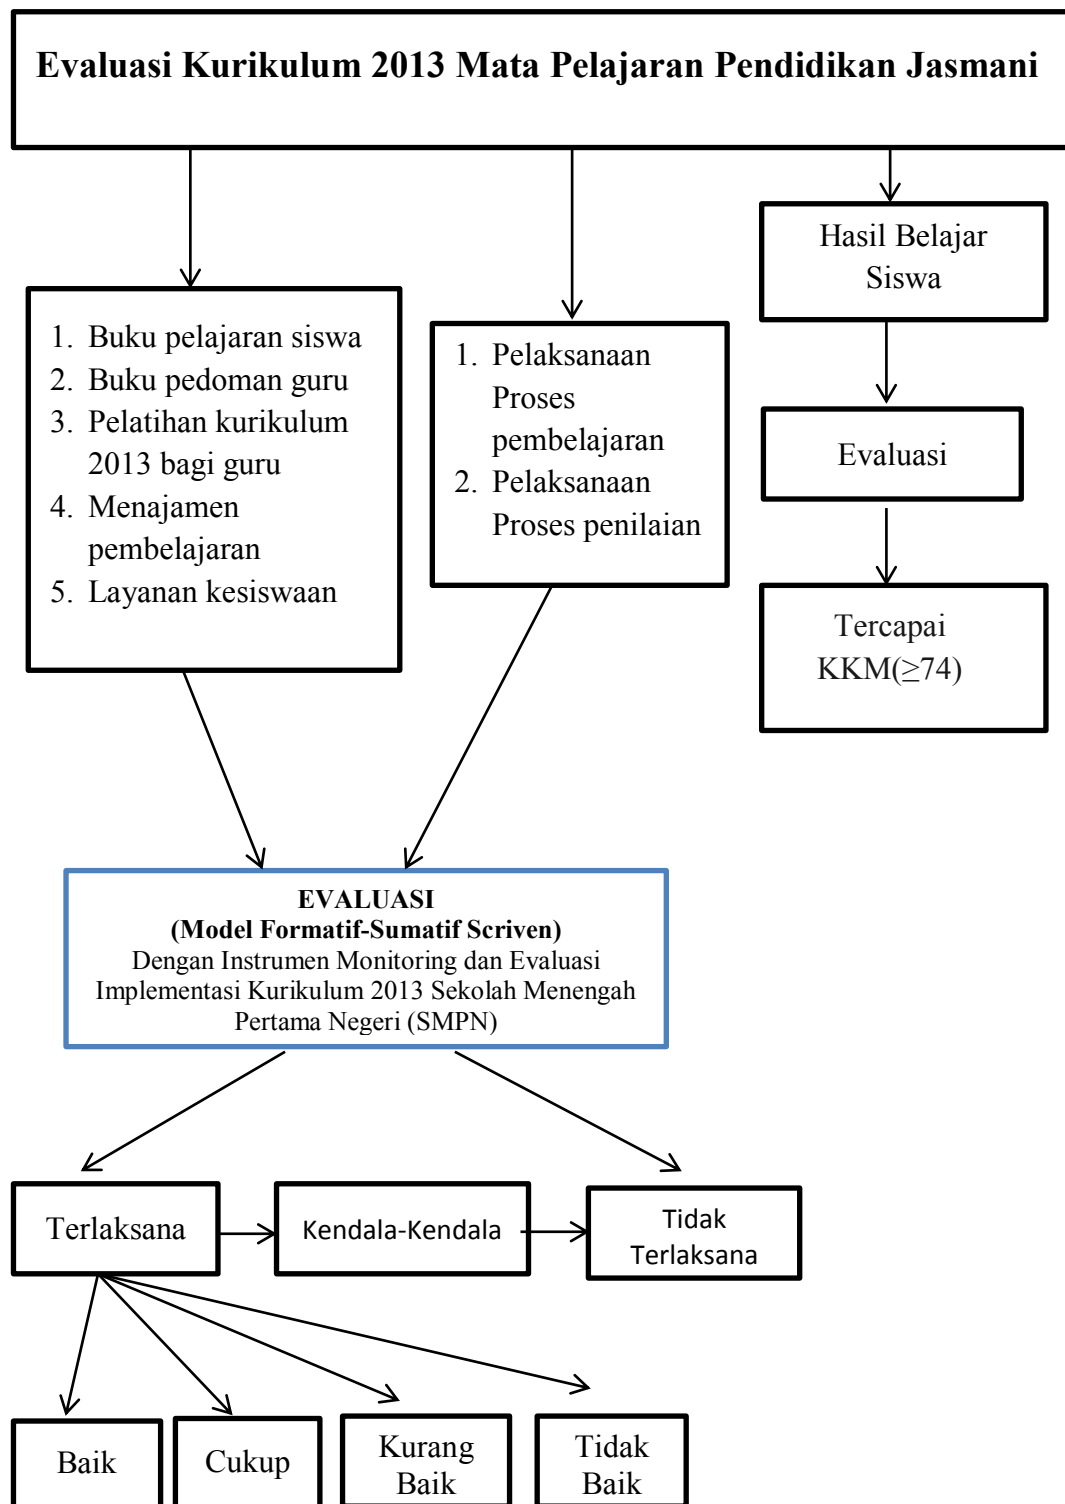 Evaluasi Kurikulum 2013 Mata Pelajaran Pendidikan Jasmani
1. Buku pelajaran siswa
2. Buku pedoman guru
3. Pelatihan kurikulum
2013 bagi guru
4. Menajamen
pembelajaran
5. Layanan kesiswaan
1. Pelaksanaan
Proses
pembelajaran
2. Pelaksanaan
Proses penilaian
Hasil Belajar
Siswa
Evaluasi
Tercapai
KKM(≥74)
EVALUASI
(Model Formatif-Sumatif Scriven)
Dengan Instrumen Monitoring dan Evaluasi
Implementasi Kurikulum 2013 Sekolah Menengah
Pertama Negeri (SMPN)
Terlaksana
Kendala-Kendala
Tidak
Terlaksana
Baik
Cukup
Kurang
Baik
Tidak
Baik